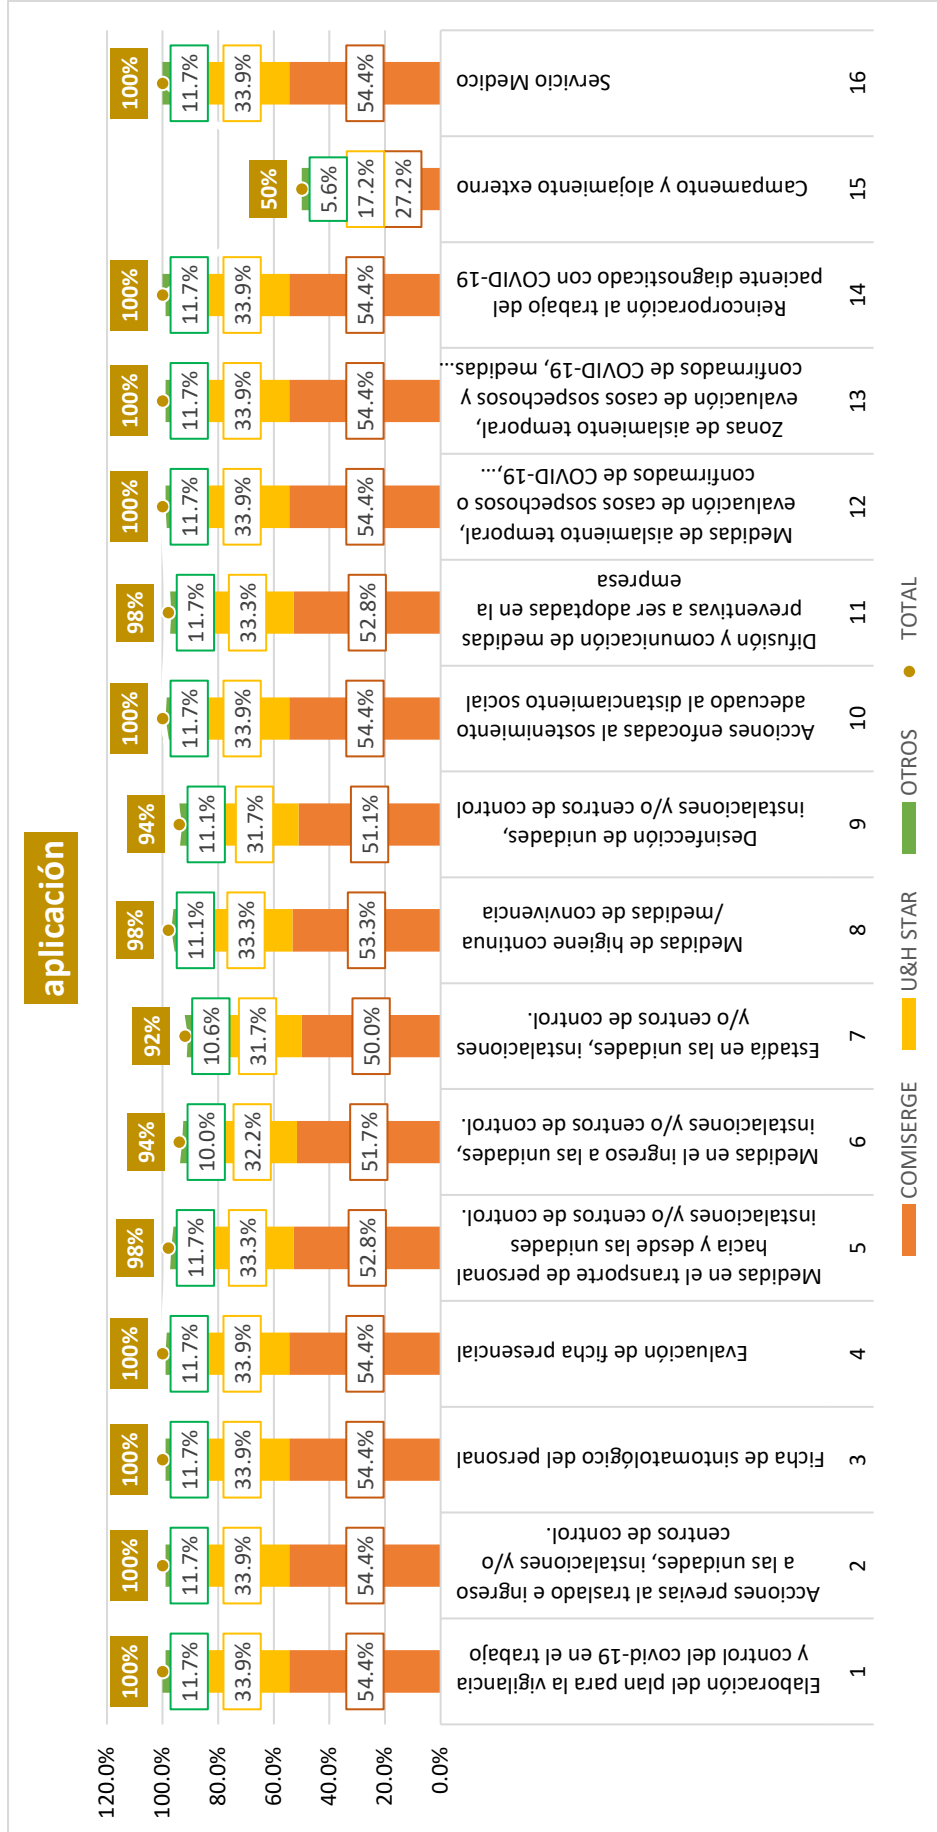 aplicación
120.0%
100.0%
80.0%
60.0%
40.0%
20.0%
0.0%
100%
11.7%
33.9%
54.4%
100%
11.7%
33.9%
54.4%
100%
11.7%
33.9%
54.4%
100%
11.7%
33.9%
54.4%
98%
11.7%
33.3%
52.8%
94%
10.0%
32.2%
51.7%
92%
10.6%
31.7%
50.0%
98%
11.1%
33.3%
53.3%
94%
11.1%
31.7%
51.1%
100%
11.7%
33.9%
54.4%
98%
11.7%
33.3%
52.8%
100%
11.7%
33.9%
54.4%
100%
11.7%
33.9%
54.4%
100%
11.7%
33.9%
54.4%
50%
5.6%
17.2%
27.2%
100%
11.7%
33.9%
54.4%
Elaboración del plan para la vigilancia
y control del covid-19 en el trabajo
1
Acciones previas al traslado e ingreso
a las unidades, instalaciones y/o
centros de control.
2
Ficha de sintomatológico del personal
3
Evaluación de ficha presencial
4
Medidas en el transporte de personal
hacia y desde las unidades
instalaciones y/o centros de control.
5
Medidas en el ingreso a las unidades,
instalaciones y/o centros de control.
6
Estadía en las unidades, instalaciones
y/o centros de control.
7
Medidas de higiene continua
/medidas de convivencia
8
Desinfección de unidades,
instalaciones y/o centros de control
9
Acciones enfocadas al sostenimiento
adecuado al distanciamiento social
10
Difusión y comunicación de medidas
preventivas a ser adoptadas en la
empresa
11
Medidas de aislamiento temporal,
evaluación de casos sospechosos o
confirmados de COVID-19,...
12
Zonas de aislamiento temporal,
evaluación de casos sospechosos y
confirmados de COVID-19, medidas...
13
Reincorporación al trabajo del
paciente diagnosticado con COVID-19
14
Campamento y alojamiento externo
15
Servicio Medico
16
COMISERGE
U&H STAR
OTROS
TOTAL